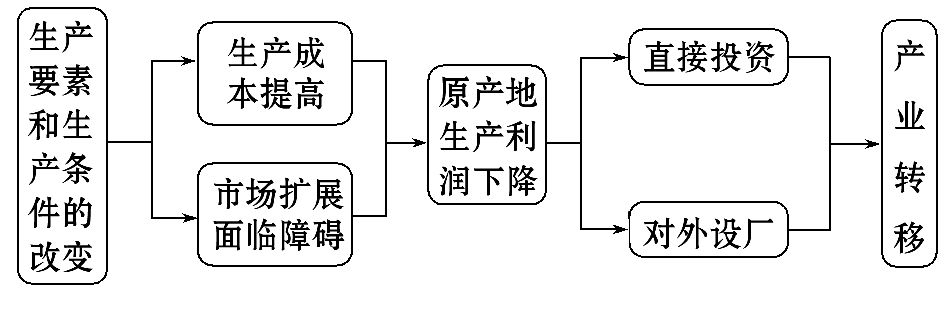 生产
要素
和生
产条
件的
改变
生产成
本提高
市场扩展
面临障碍
原产地
生产利
润下降
直接投资
对外设厂
产
业
转
移